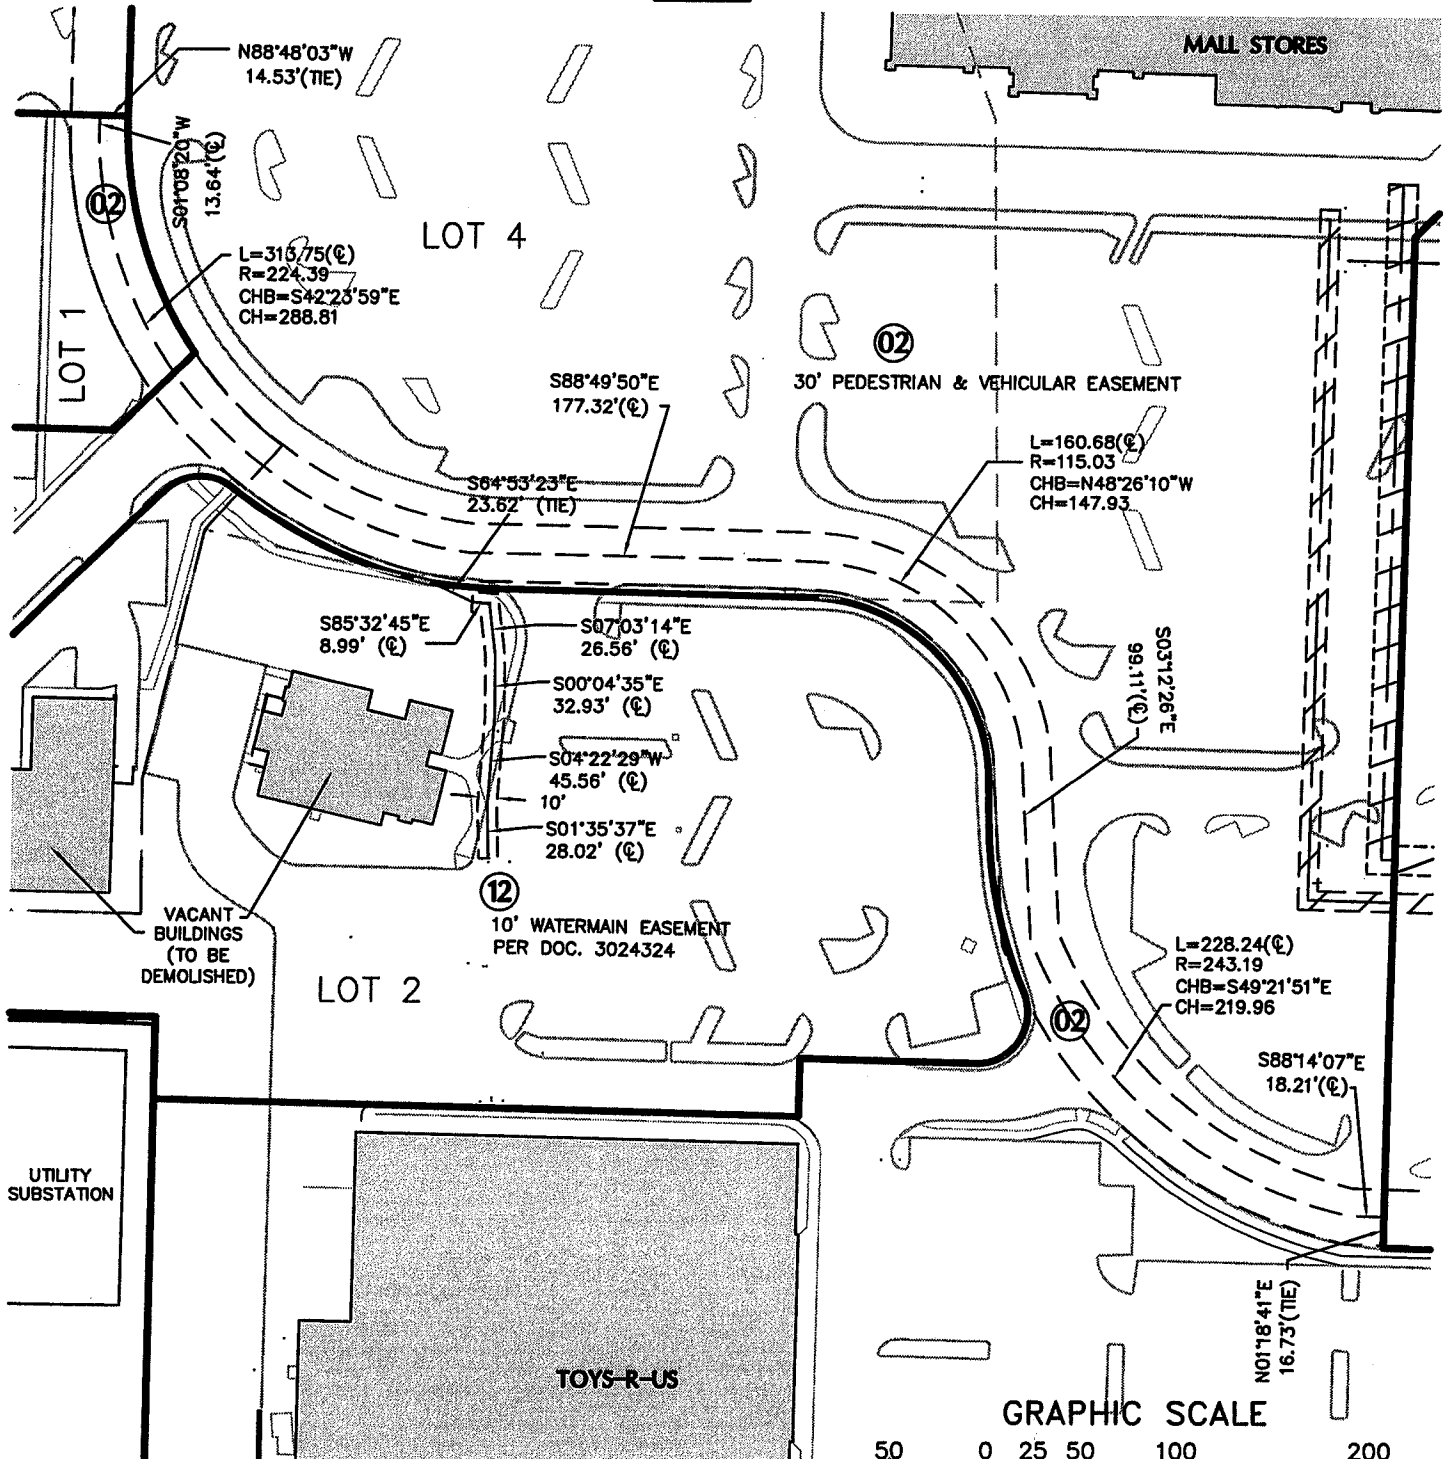 MALL STORES
N88°48'03"W
14.53'(TIE)
S01°08'20"W
13.64'(℄)
02
LOT 4
L=313.75(℄)
R=224.39
CHB=S42°23'59"E
CH=288.81
LOT 1
02
30' PEDESTRIAN & VEHICULAR EASEMENT
S88°49'50"E
177.32'(℄)
L=160.68(℄)
R=115.03
CHB=N48°26'10"W
CH=147.93
S64°53'23"E
23.62' (TIE)
S85°32'45"E
8.99' (℄)
S07°03'14"E
26.56' (℄)
S03°12'26"E
99.11'(℄)
S00°04'35"E
32.93' (℄)
S04°22'29"W
45.56' (℄)
10'
S01°35'37"E
28.02' (℄)
12
10' WATERMAIN EASEMENT
PER DOC. 3024324
VACANT
BUILDINGS
(TO BE
DEMOLISHED)
LOT 2
L=228.24(℄)
R=243.19
CHB=S49°21'51"E
CH=219.96
02
S88°14'07"E
18.21'(℄)
UTILITY
SUBSTATION
N01°18'41"E
16.73'(TIE)
TOYS-R-US
GRAPHIC SCALE
50 0 25 50 100 200